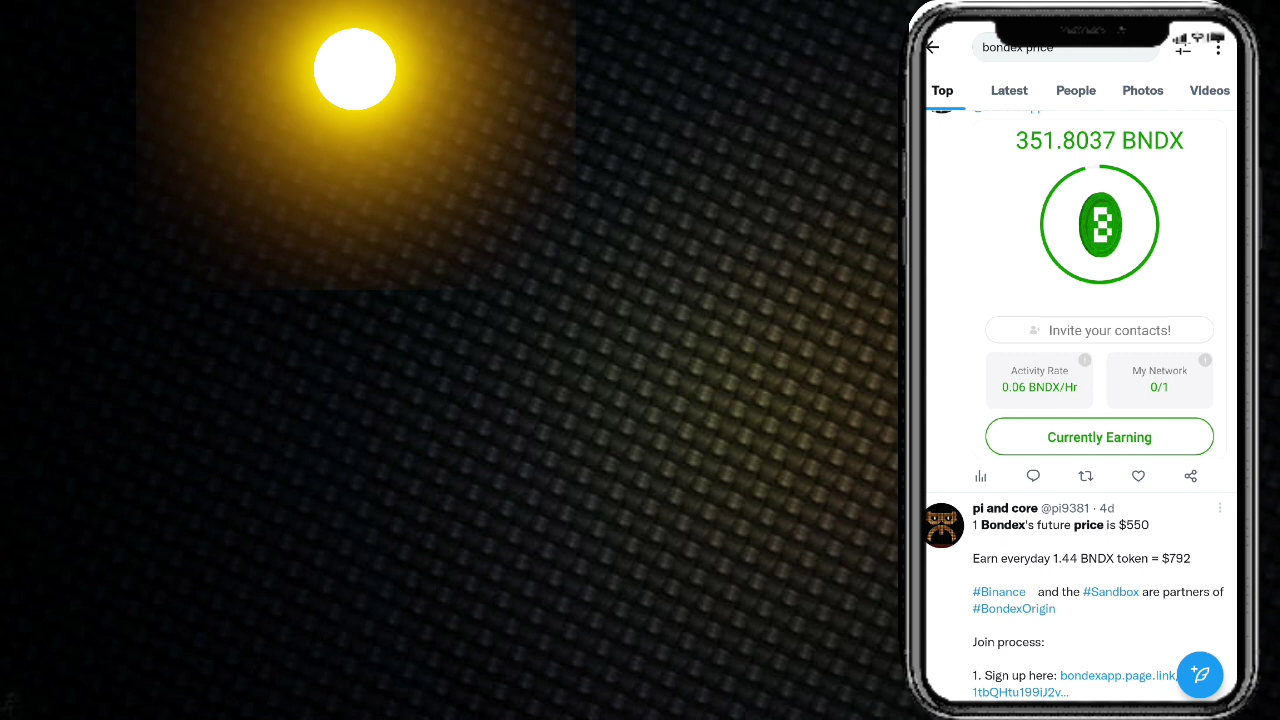 bondex price
Top Latest People Photos Videos
351.8037 BNDX
Invite your contacts!
Activity Rate
0.06 BNDX/Hr
My Network
0/1
Currently Earning
pi and core @pi9381 · 4d
1 Bondex's future price is $550
Earn everyday 1.44 BNDX token = $792
#Binance and the #Sandbox are partners of
#BondexOrigin
Join process:
1. Sign up here: bondexapp.page.link/
1tbQHtu199iJ2v...